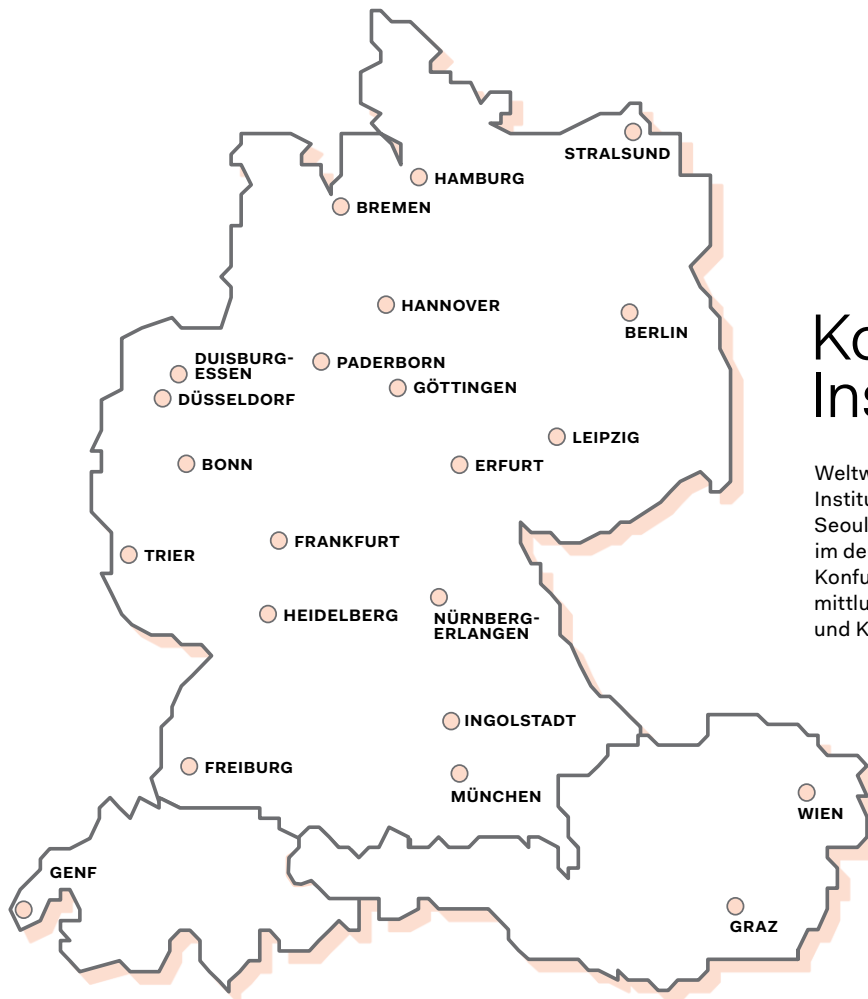 STRALSUND
HAMBURG
BREMEN
HANNOVER
BERLIN
DUISBURG-
ESSEN
PADERBORN
GÖTTINGEN
DÜSSELDORF
LEIPZIG
BONN
ERFURT
FRANKFURT
TRIER
HEIDELBERG
NÜRNBERG-
ERLANGEN
INGOLSTADT
FREIBURG
MÜNCHEN
WIEN
GENF
GRAZ
Ko
Ins
Weltw
Institu
Seoul
im de
Konfu
mittlu
und K